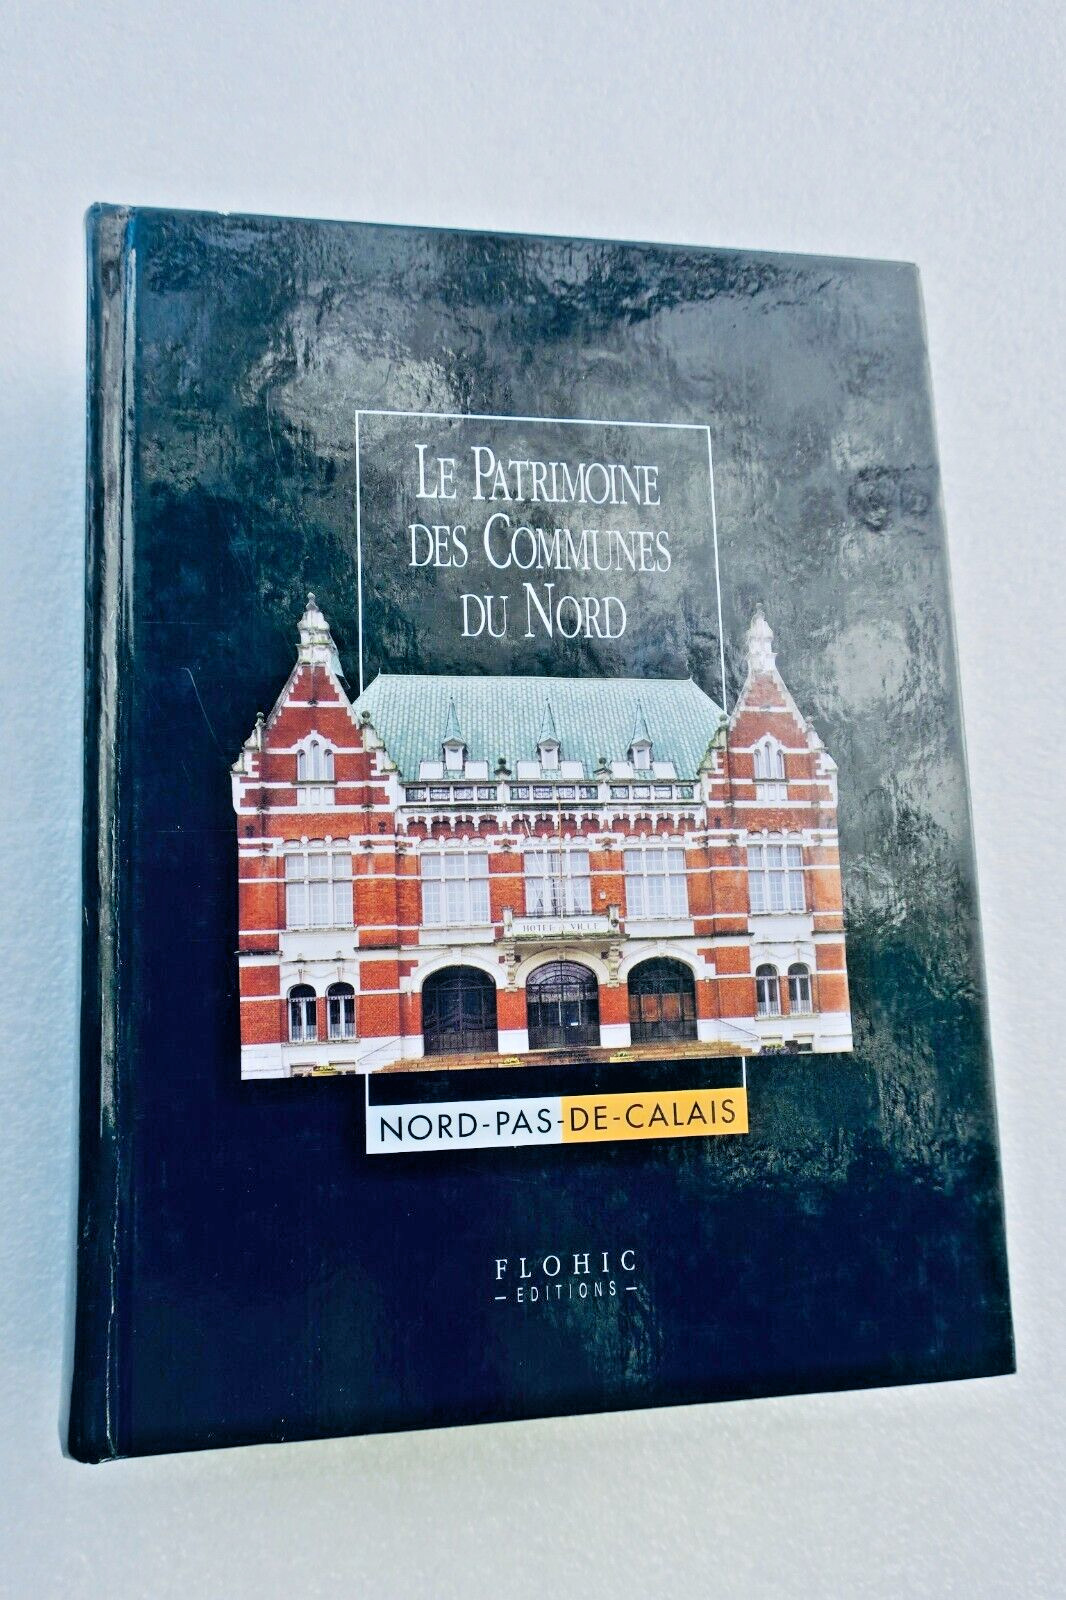 LE PATRIMOINE
DES COMMUNES
DU NORD
HOTEL DE VILLE
NORD-PAS-DE-CALAIS
FLOHIC
— EDITIONS —